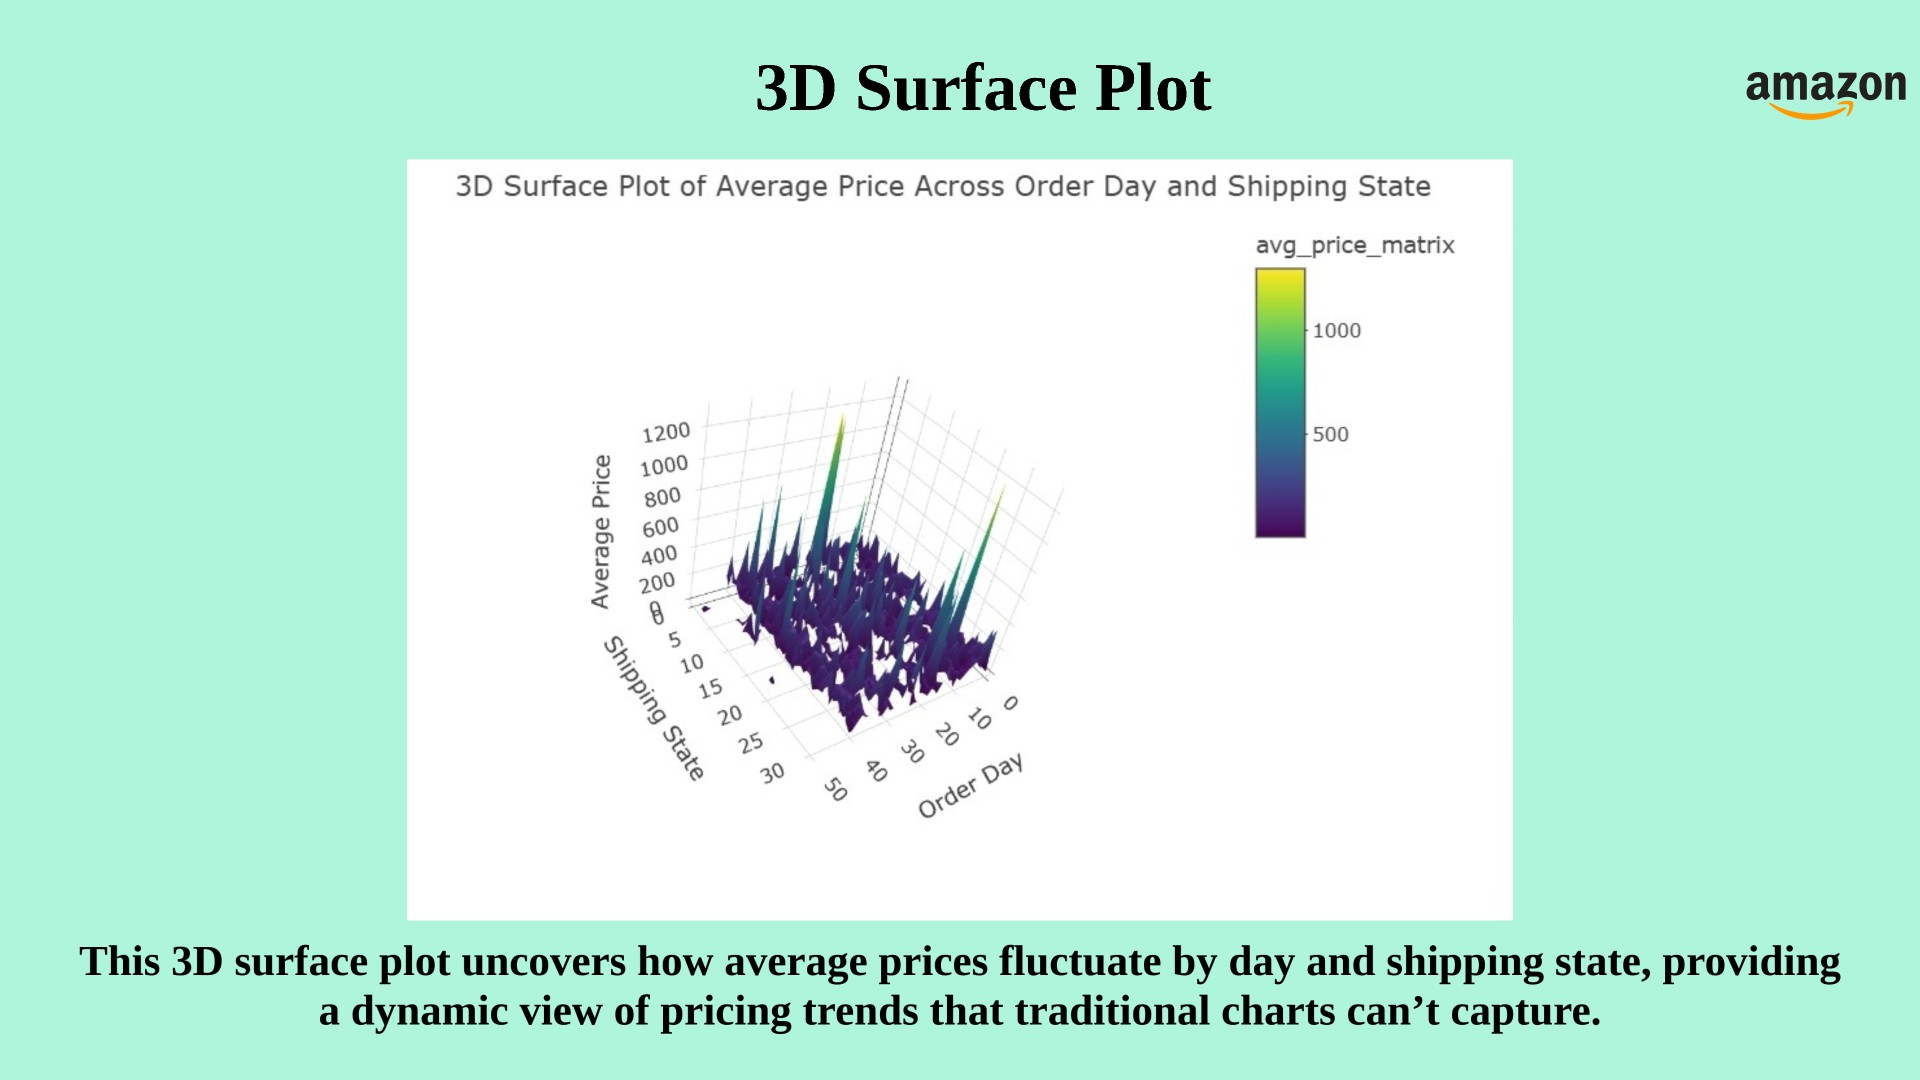 3D Surface Plot
amazon
3D Surface Plot of Average Price Across Order Day and Shipping State
avg_price_matrix
1000
500
1200
1000
800
600
400
200
0
Average Price
0
5
10
15
20
25
30
Shipping State
0
10
20
30
40
50
Order Day
This 3D surface plot uncovers how average prices fluctuate by day and shipping state, providing
a dynamic view of pricing trends that traditional charts can’t capture.